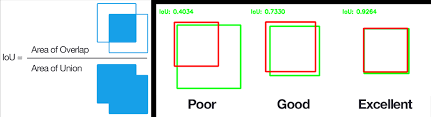 IoU =
Area of Overlap
Area of Union
IoU: 0.4034
IoU: 0.7330
IoU: 0.9264
Poor
Good
Excellent